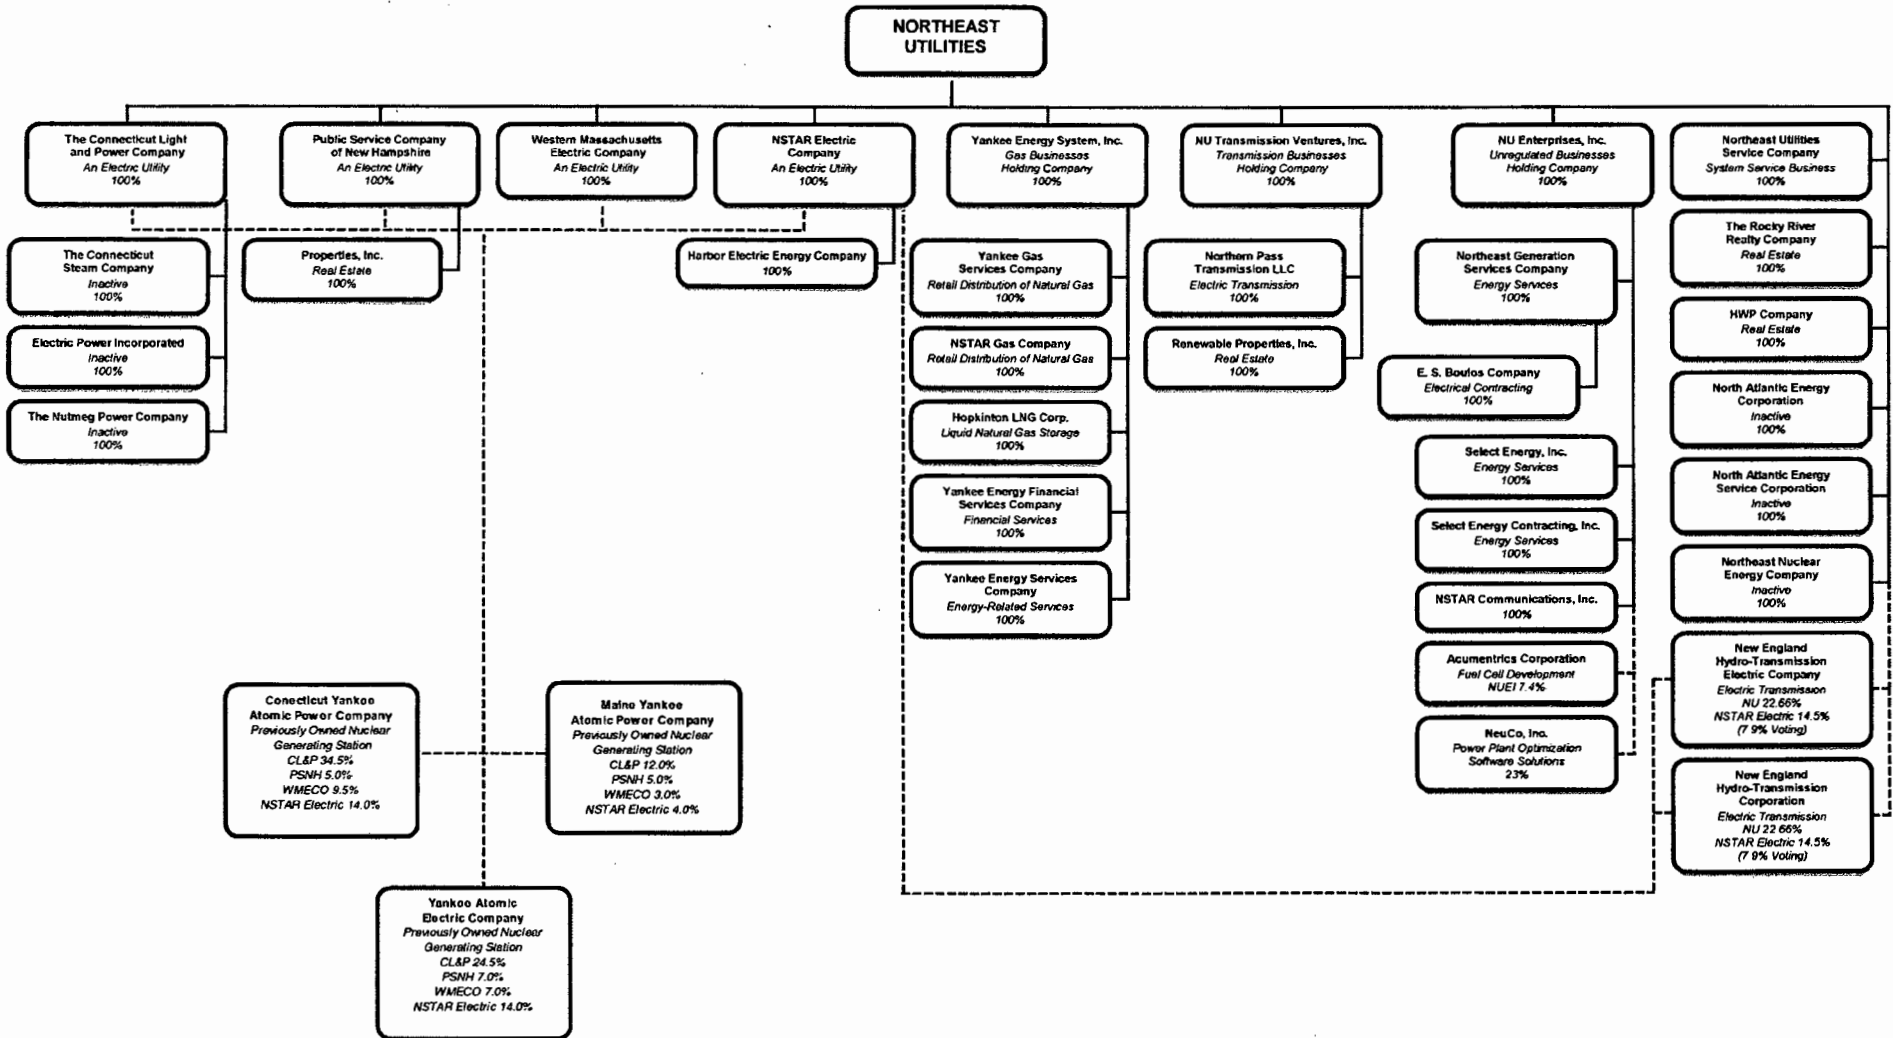 NORTHEAST
UTILITIES
The Connecticut Light
and Power Company
An Electric Utility
100%
Public Service Company
of New Hampshire
An Electric Utility
100%
Western Massachusetts
Electric Company
An Electric Utility
100%
NSTAR Electric
Company
An Electric Utility
100%
Yankee Energy System, Inc.
Gas Businesses
Holding Company
100%
NU Transmission Ventures, Inc.
Transmission Businesses
Holding Company
100%
NU Enterprises, Inc.
Unregulated Businesses
Holding Company
100%
Northeast Utilities
Service Company
System Service Business
100%
The Connecticut
Steam Company
Inactive
100%
Electric Power Incorporated
Inactive
100%
The Nutmeg Power Company
Inactive
100%
Properties, Inc.
Real Estate
100%
Harbor Electric Energy Company
100%
Yankee Gas
Services Company
Retail Distribution of Natural Gas
100%
NSTAR Gas Company
Retail Distribution of Natural Gas
100%
Hopkinton LNG Corp.
Liquid Natural Gas Storage
100%
Yankee Energy Financial
Services Company
Financial Services
100%
Yankee Energy Services
Company
Energy-Related Services
100%
Northern Pass
Transmission LLC
Electric Transmission
100%
Renewable Properties, Inc.
Real Estate
100%
Northeast Generation
Services Company
Energy Services
100%
E. S. Boulos Company
Electrical Contracting
100%
Select Energy, Inc.
Energy Services
100%
Select Energy Contracting, Inc.
Energy Services
100%
NSTAR Communications, Inc.
100%
Acumentrics Corporation
Fuel Cell Development
NUEI 7.4%
NeuCo, Inc.
Power Plant Optimization
Software Solutions
23%
The Rocky River
Realty Company
Real Estate
100%
HWP Company
Real Estate
100%
North Atlantic Energy
Corporation
Inactive
100%
North Atlantic Energy
Service Corporation
Inactive
100%
Northeast Nuclear
Energy Company
Inactive
100%
New England
Hydro-Transmission
Electric Company
Electric Transmission
NU 22.66%
NSTAR Electric 14.5%
(7 9% Voting)
New England
Hydro-Transmission
Corporation
Electric Transmission
NU 22 66%
NSTAR Electric 14.5%
(7 9% Voting)
Conecticut Yankoo
Atomic Power Company
Previously Owned Nuclear
Generating Station
CL&P 34.5%
PSNH 5.0%
WMECO 9.5%
NSTAR Electric 14.0%
Maino Yankoo
Atomic Power Company
Previously Owned Nuclear
Generating Station
CL&P 12.0%
PSNH 5.0%
WMECO 3.0%
NSTAR Electric 4.0%
Yankoo Atomic
Electric Company
Previously Owned Nuclear
Generating Station
CL&P 24.5%
PSNH 7.0%
WMECO 7.0%
NSTAR Electric 14.0%